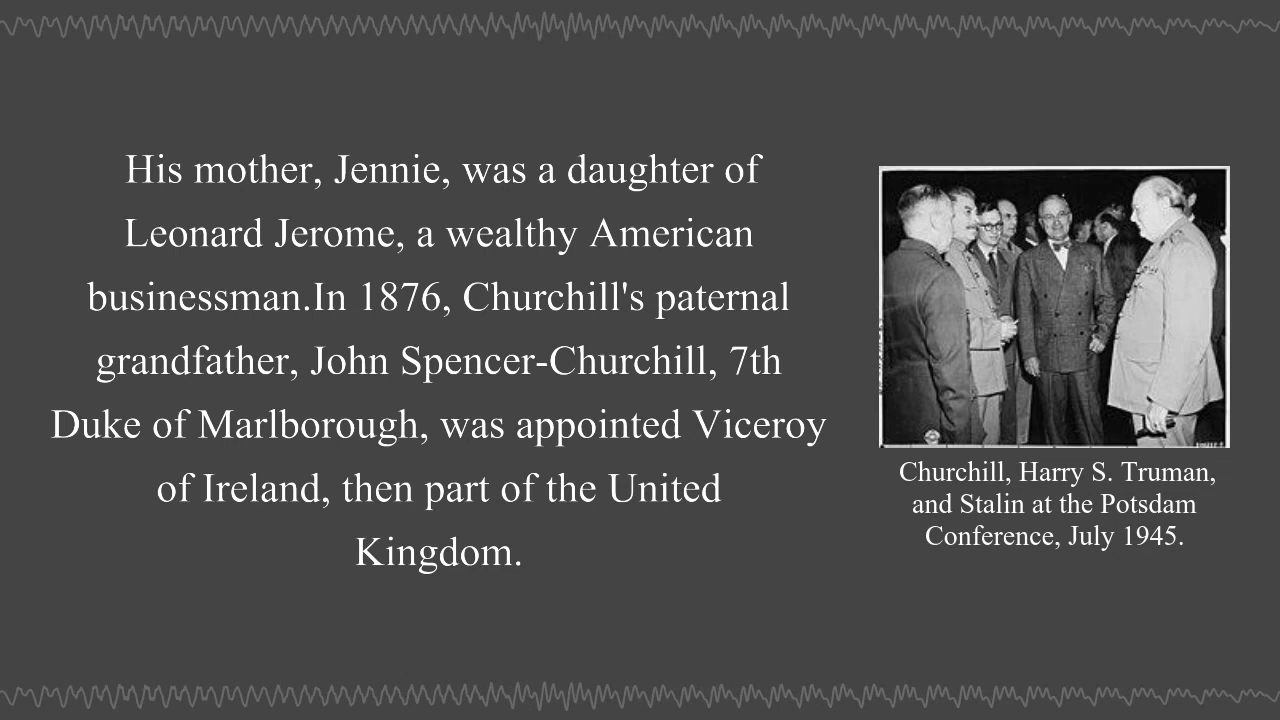 His mother, Jennie, was a daughter of
Leonard Jerome, a wealthy American
businessman.In 1876, Churchill's paternal
grandfather, John Spencer-Churchill, 7th
Duke of Marlborough, was appointed Viceroy
of Ireland, then part of the United
Kingdom.
Churchill, Harry S. Truman,
and Stalin at the Potsdam
Conference, July 1945.